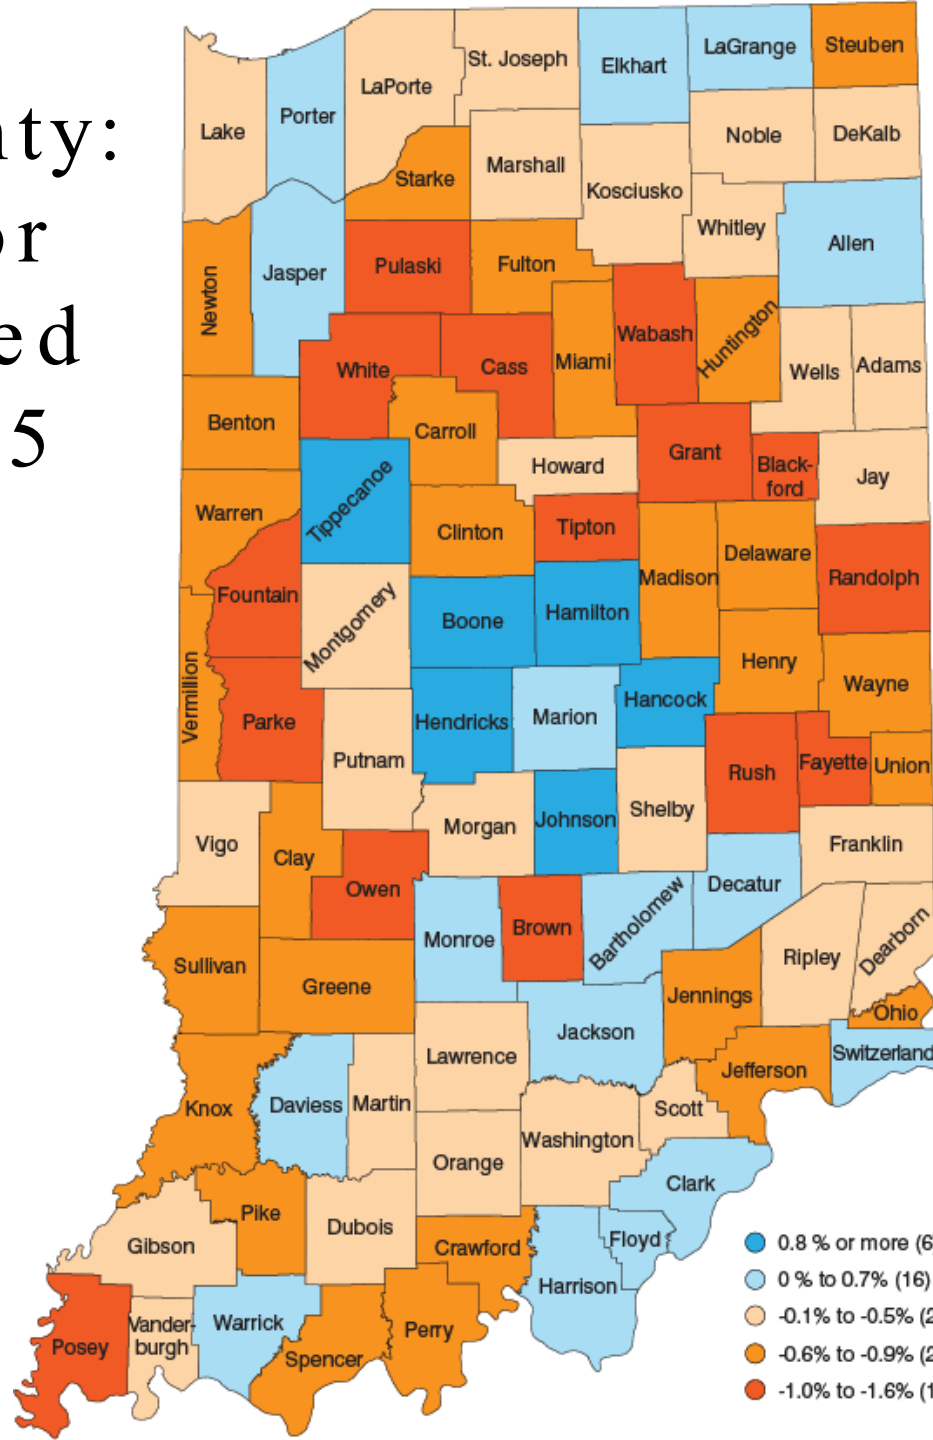 nty:
or
ed
5
St. Joseph
Elkhart
LaGrange
Steuben
LaPorte
Porter
Lake
Noble
DeKalb
Marshall
Starke
Kosciusko
Whitley
Allen
Jasper
Pulaski
Fulton
Newton
Wabash
Huntington
White
Cass
Miami
Wells
Adams
Benton
Carroll
Howard
Grant
Black-
ford
Jay
Tippecanoe
Warren
Clinton
Tipton
Delaware
Madison
Randolph
Fountain
Montgomery
Boone
Hamilton
Henry
Wayne
Vermillion
Parke
Hendricks
Marion
Hancock
Putnam
Rush
Fayette
Union
Morgan
Johnson
Shelby
Vigo
Clay
Franklin
Owen
Decatur
Monroe
Brown
Bartholomew
Ripley
Dearborn
Sullivan
Greene
Jennings
Ohio
Jackson
Switzerland
Lawrence
Jefferson
Knox
Daviess
Martin
Scott
Washington
Orange
Clark
Pike
Dubois
Gibson
Crawford
Floyd
Harrison
Posey
Vander-
burgh
Warrick
Spencer
Perry
0.8 % or more (6
0 % to 0.7% (16)
-0.1% to -0.5% (2
-0.6% to -0.9% (2
-1.0% to -1.6% (1